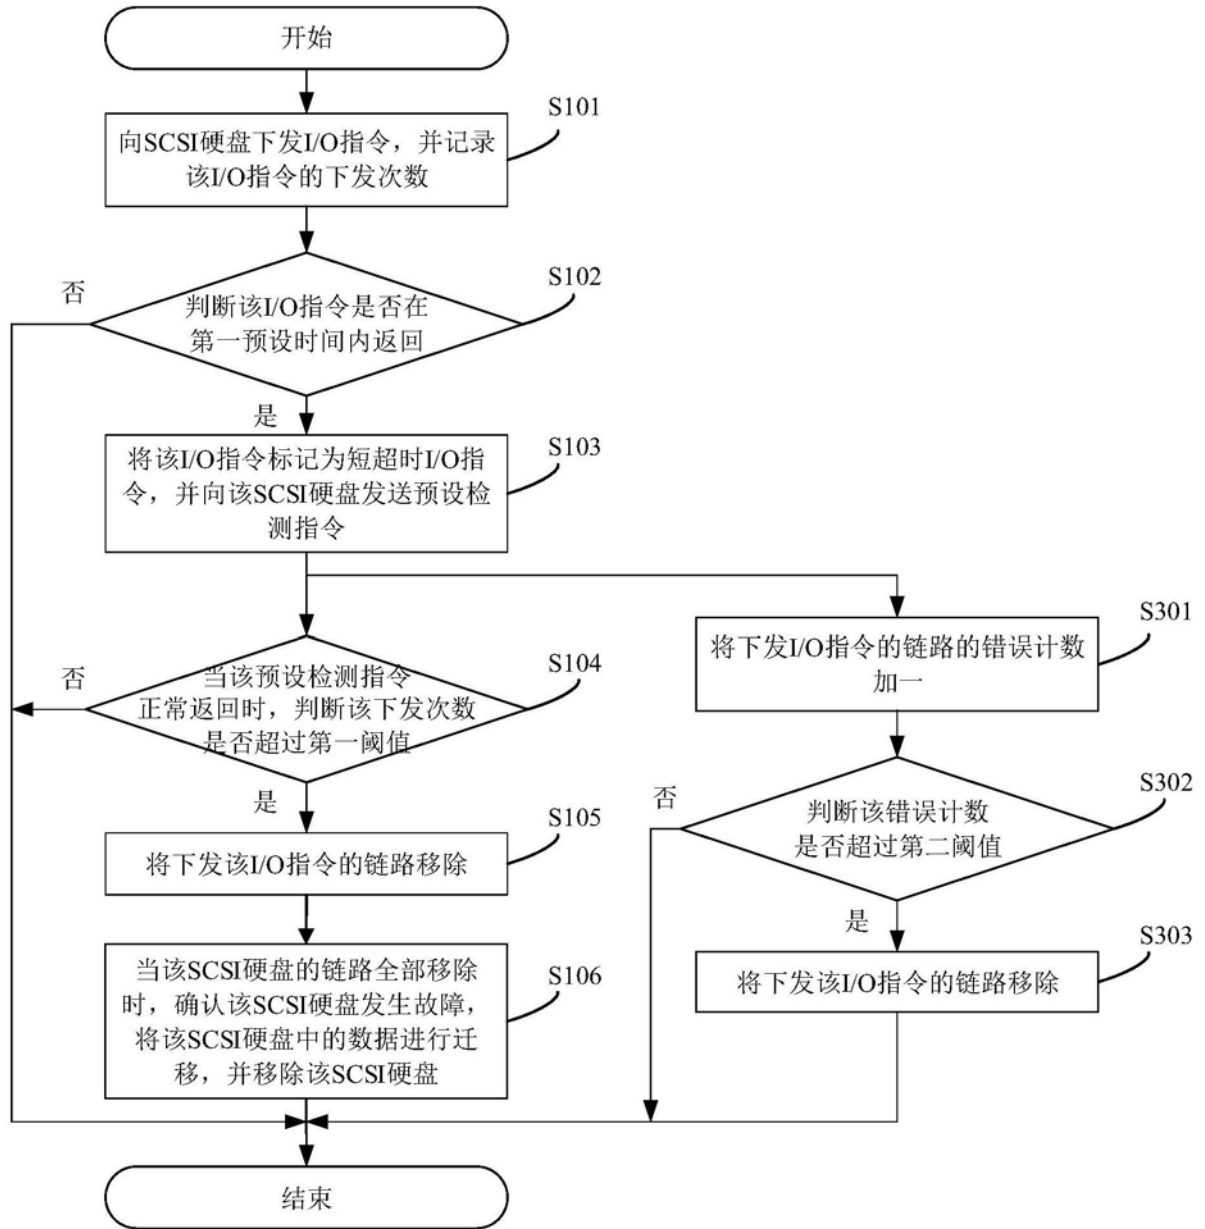 开始
S101
向SCSI硬盘下发I/O指令，并记录
该I/O指令的下发次数
S102
否
判断该I/O指令是否在
第一预设时间内返回
是
S103
将该I/O指令标记为短超时I/O指
令，并向该SCSI硬盘发送预设检
测指令
S104
否
当该预设检测指令
正常返回时，判断该下发次数
是否超过第一阈值
是
S105
将下发该I/O指令的链路移除
S106
当该SCSI硬盘的链路全部移除
时，确认该SCSI硬盘发生故障，
将该SCSI硬盘中的数据进行迁
移，并移除该SCSI硬盘
S301
将下发I/O指令的链路的错误计数
加一
S302
否
判断该错误计数
是否超过第二阈值
是
S303
将下发该I/O指令的链路移除
结束